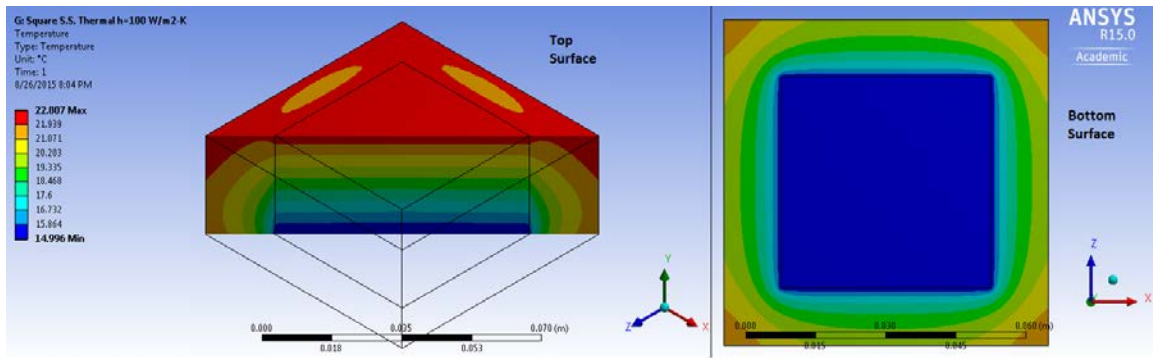 G: Square S.S. Thermal h=100 W/m2-K
Temperature
Type: Temperature
Unit: °C
Time: 1
8/26/2015 8:04 PM
22.807 Max
21.939
21.071
20.203
19.335
18.468
17.6
16.732
15.864
14.996 Min
Top
Surface
Y
Z
X
0.000
0.035
0.070 (m)
0.018
0.053
ANSYS
R15.0
Academic
Bottom
Surface
Z
X
0.000
0.030
0.060 (m)
0.015
0.045